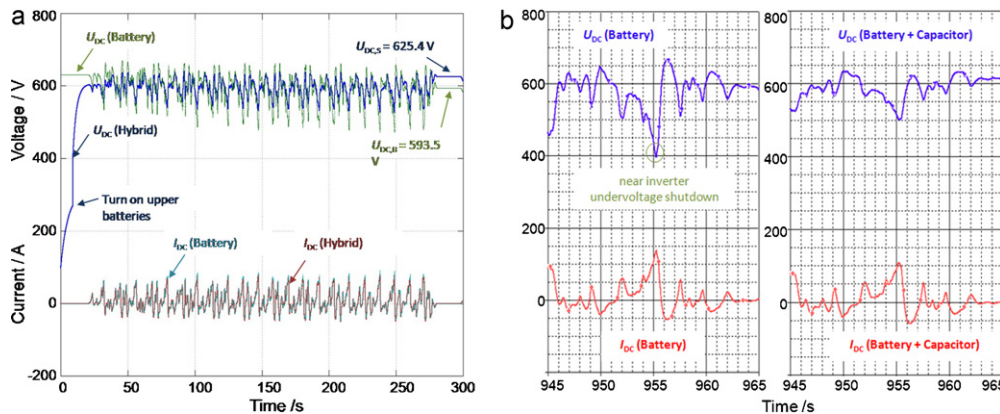 a
U_DC (Battery)
U_DC,S = 625.4 V
U_DC (Hybrid)
U_DC,B = 593.5
V
Turn on upper
batteries
I_DC (Battery)
I_DC (Hybrid)
Voltage / V
Current / A
800
600
400
200
0
-200
0 50 100 150 200 250 300
Time /s
b
U_DC (Battery)
near inverter
undervoltage shutdown
I_DC (Battery)
800
600
400
200
0
-200
945 950 955 960 965
U_DC (Battery + Capacitor)
I_DC (Battery + Capacitor)
800
600
400
200
0
-200
945 950 955 960 965
Time /s